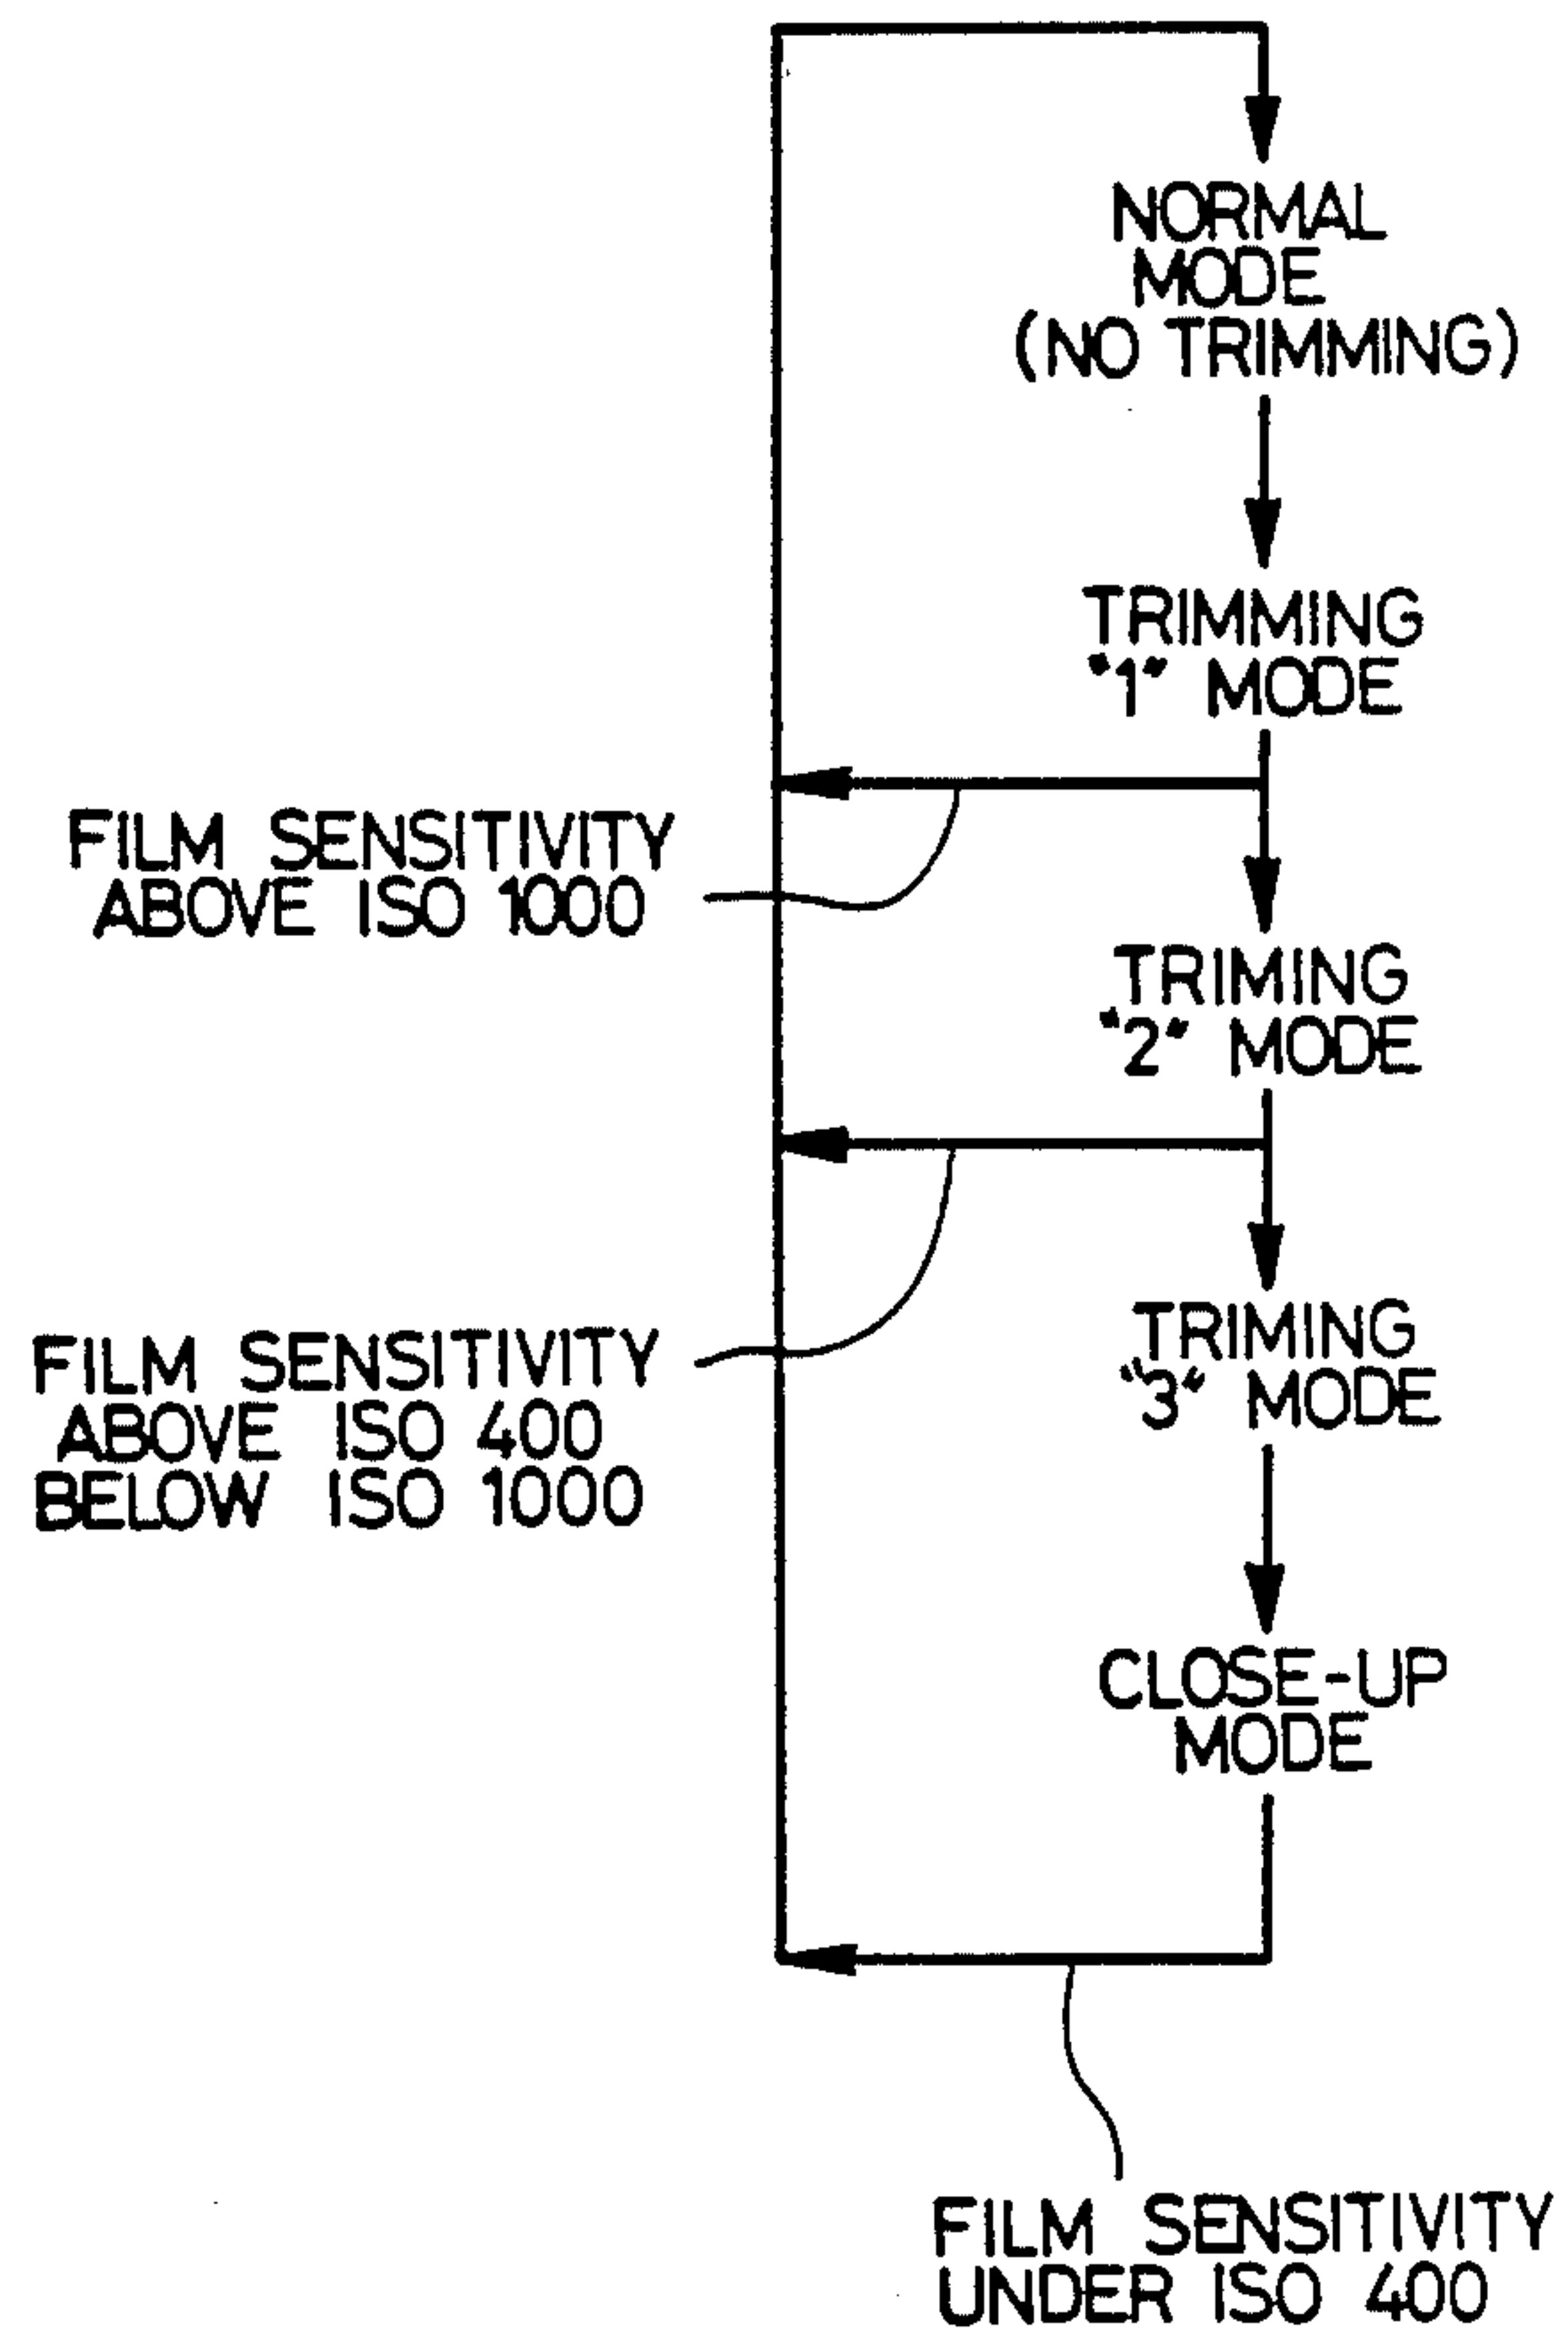 NORMAL
MODE
(NO TRIMMING)
TRIMMING
"1" MODE
FILM SENSITIVITY
ABOVE ISO 1000
TRIMING
"2" MODE
FILM SENSITIVITY
ABOVE ISO 400
BELOW ISO 1000
TRIMING
"3" MODE
CLOSE-UP
MODE
FILM SENSITIVITY
UNDER ISO 400